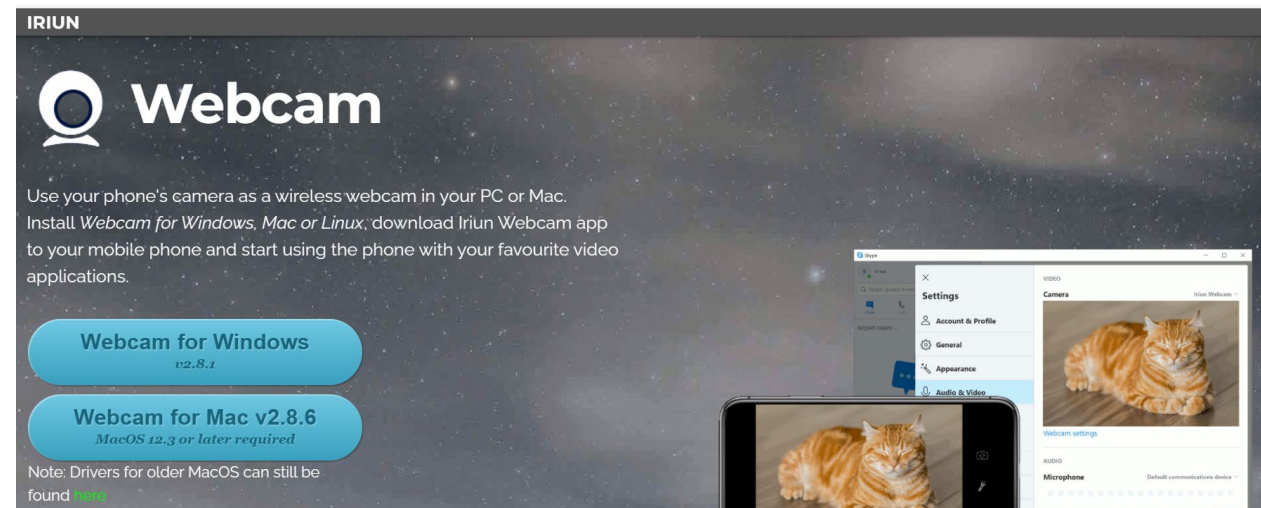 IRIUN
Webcam
Use your phone's camera as a wireless webcam in your PC or Mac.
Install Webcam for Windows, Mac or Linux, download Iriun Webcam app
to your mobile phone and start using the phone with your favourite video
applications.
Webcam for Windows
v2.8.1
Webcam for Mac v2.8.6
MacOS 12.3 or later required
Note: Drivers for older MacOS can still be
found here
Skype
Settings
Account & Profile
General
Appearance
Audio & Video
VIDEO
Camera
Iriun Webcam
Webcam settings
AUDIO
Microphone
Default communications device
RECENT CHATS